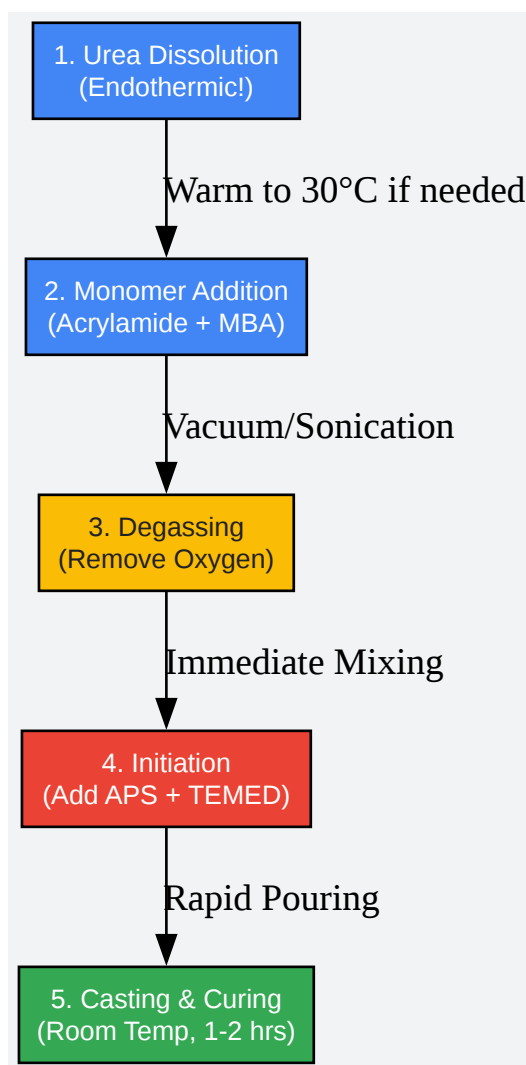 1. Urea Dissolution
(Endothermic!)
Warm to 30°C if needed
2. Monomer Addition
(Acrylamide + MBA)
Vacuum/Sonication
3. Degassing
(Remove Oxygen)
Immediate Mixing
4. Initiation
(Add APS + TEMED)
Rapid Pouring
5. Casting & Curing
(Room Temp, 1-2 hrs)